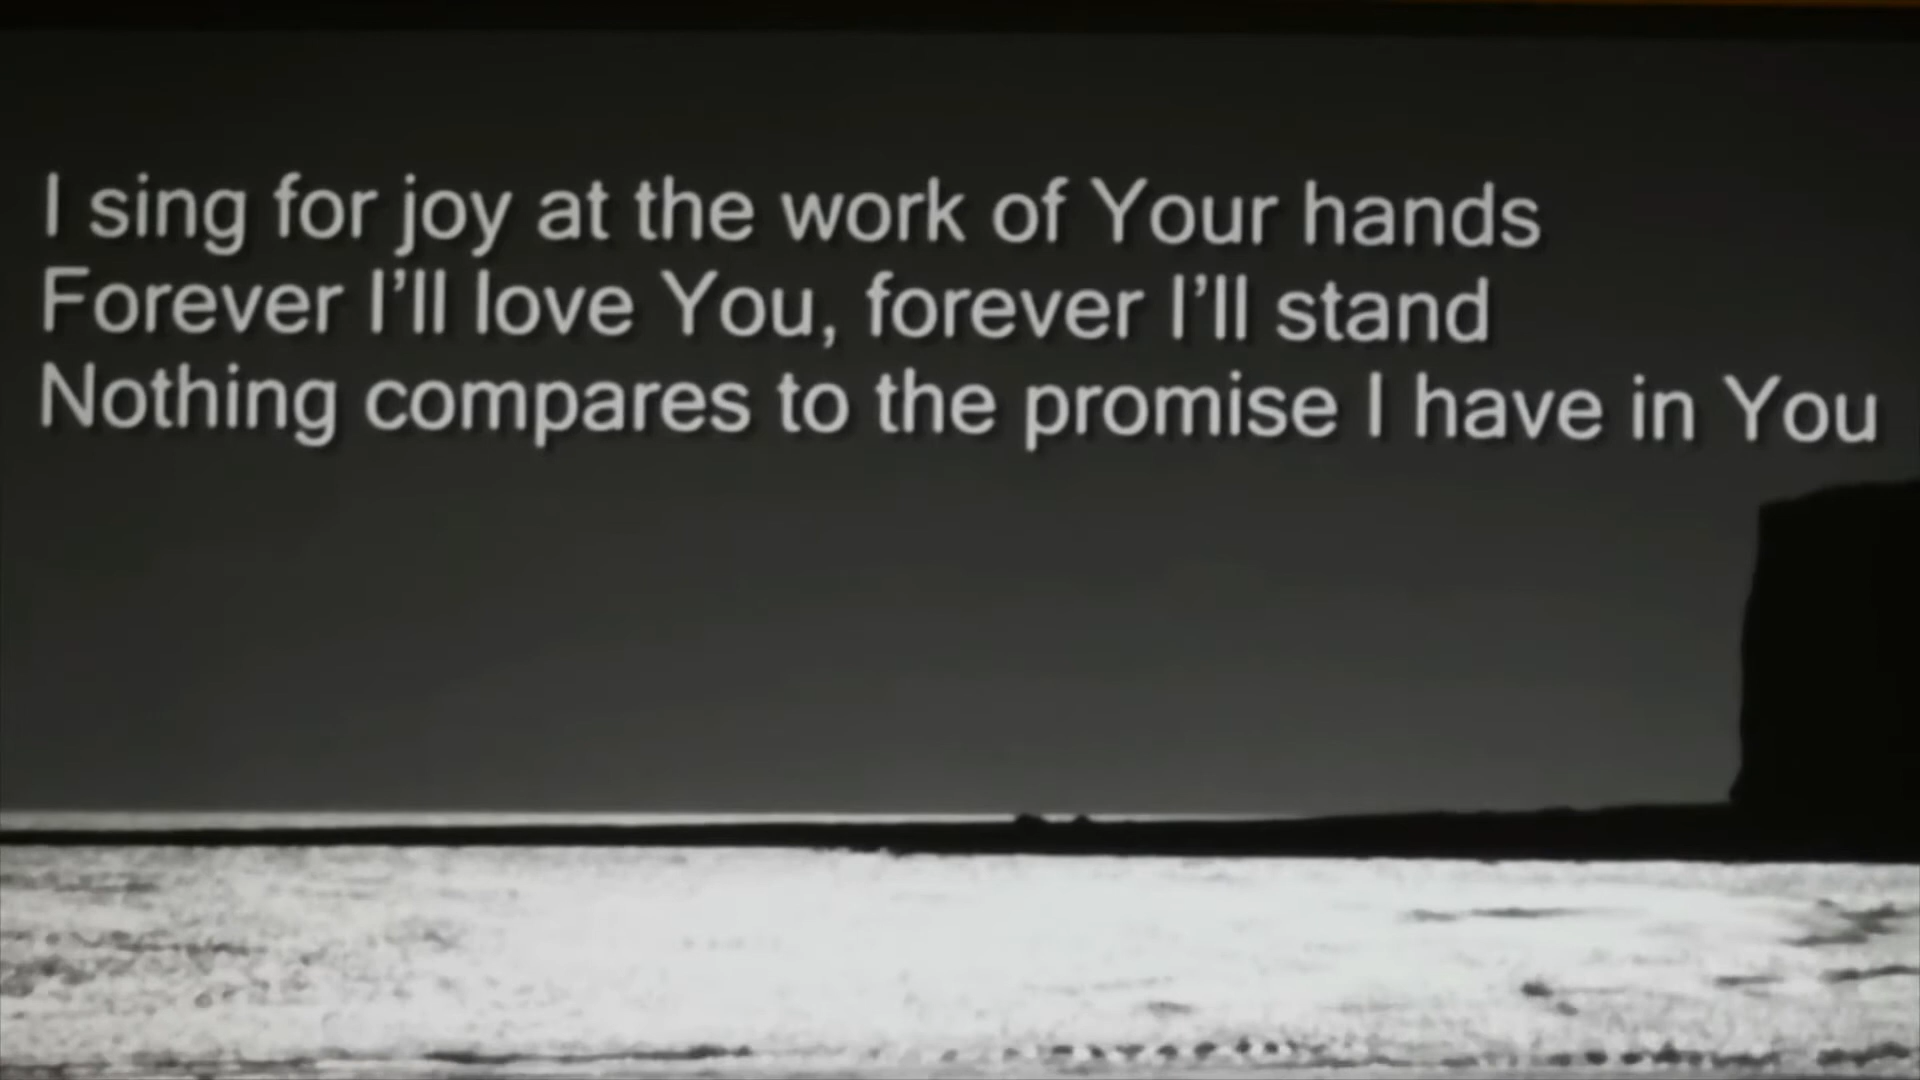 I sing for joy at the work of Your hands
Forever I’ll love You, forever I’ll stand
Nothing compares to the promise I have in You